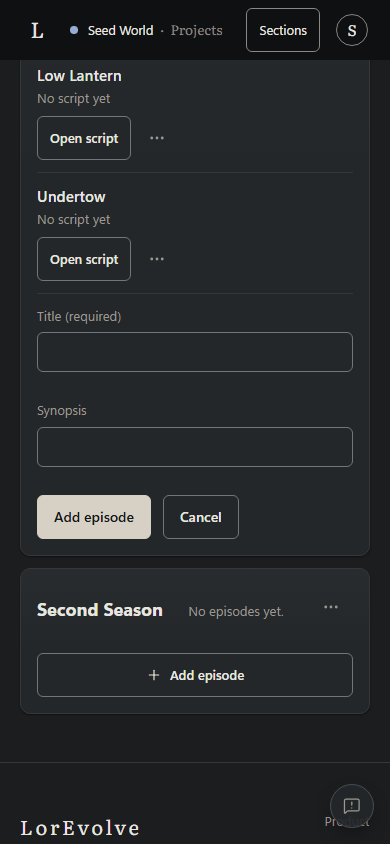 L Seed World · Projects Sections S
Low Lantern
No script yet
Open script ···
Undertow
No script yet
Open script ···
Title (required)
Synopsis
Add episode Cancel
Second Season No episodes yet. ···
+ Add episode
LorEvolve